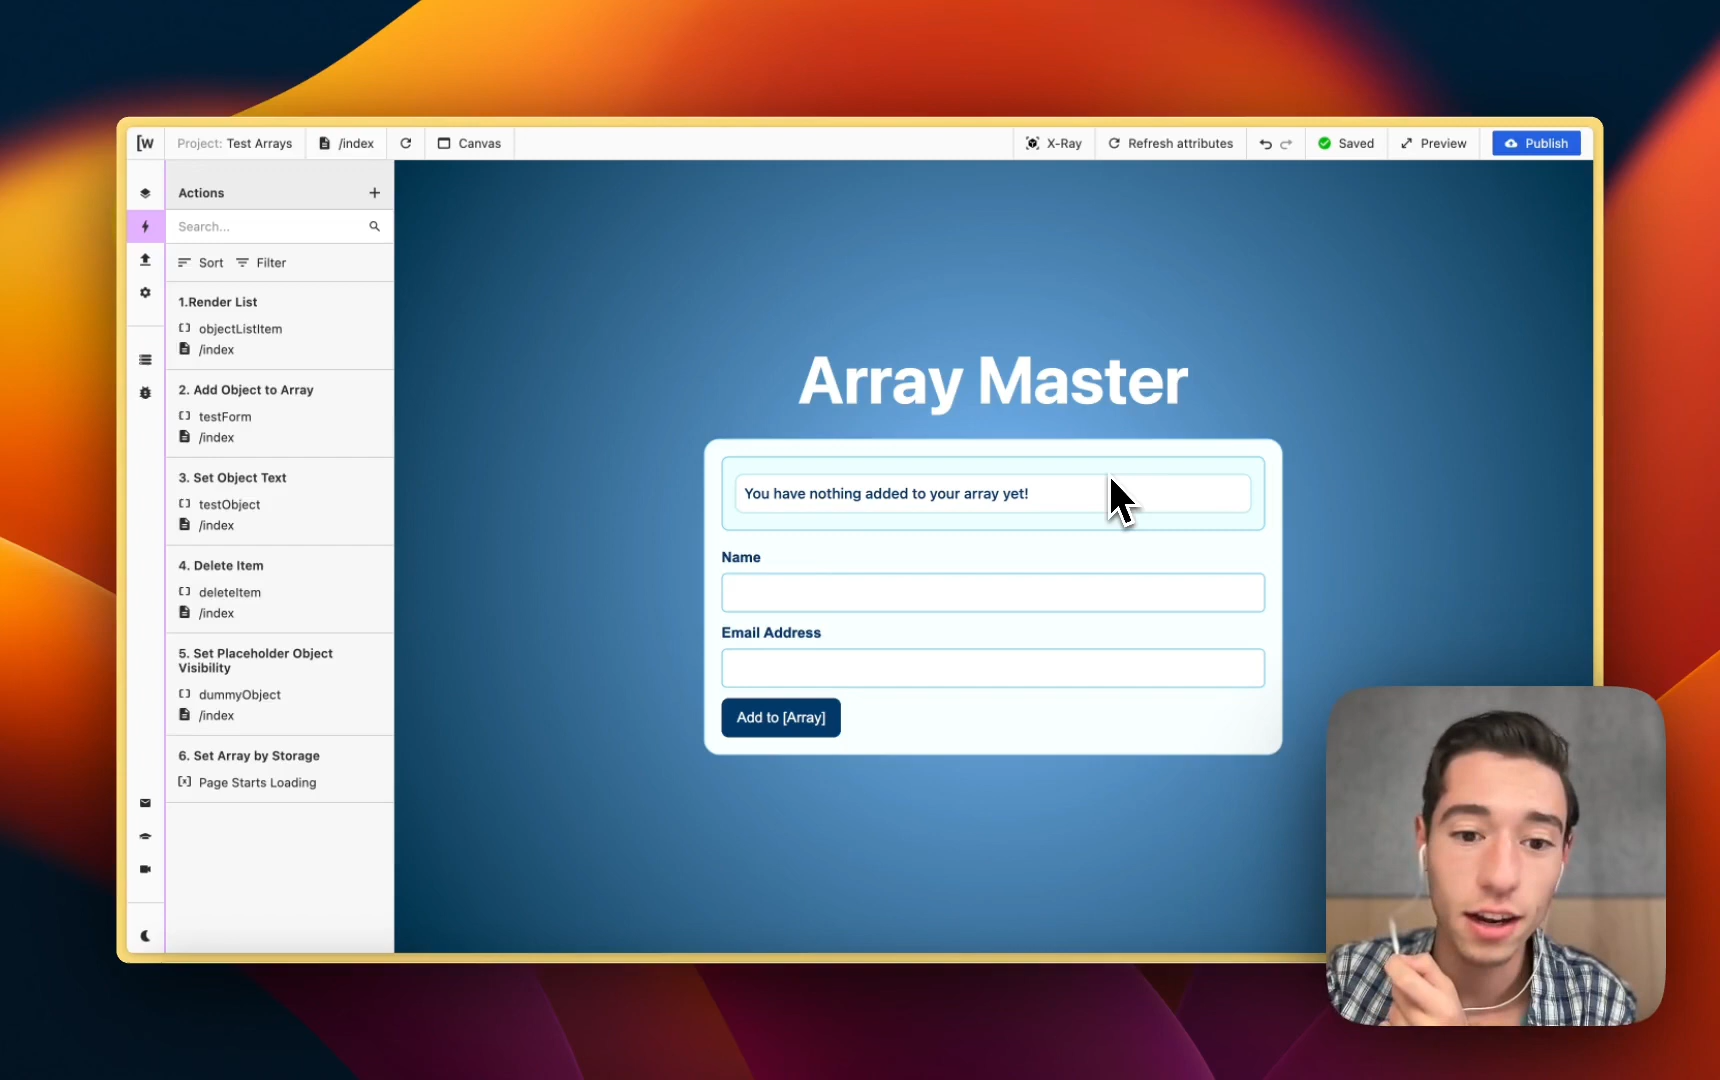 [W
Project: Test Arrays
/index
Canvas
X-Ray
Refresh attributes
Saved
Preview
Publish
Actions
Search...
Sort
Filter
1.Render List
objectListItem
/index
2. Add Object to Array
testForm
/index
3. Set Object Text
testObject
/index
4. Delete Item
deleteItem
/index
5. Set Placeholder Object
Visibility
dummyObject
/index
6. Set Array by Storage
Page Starts Loading
Array Master
You have nothing added to your array yet!
Name
Email Address
Add to [Array]